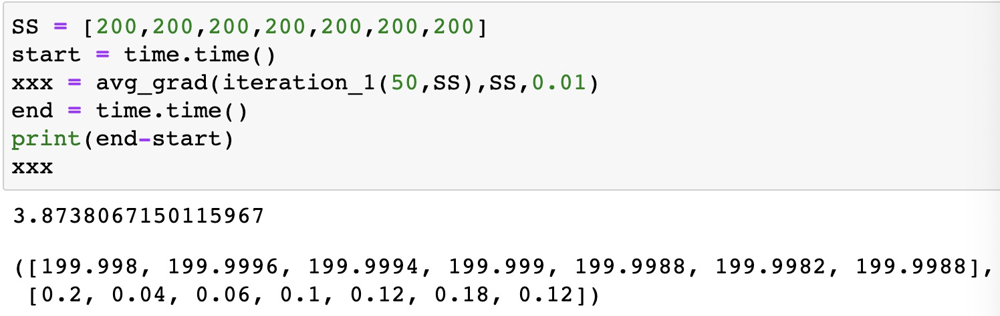 SS = [200,200,200,200,200,200,200]
start = time.time()
xxx = avg_grad(iteration_1(50,SS),SS,0.01)
end = time.time()
print(end-start)
xxx
3.8738067150115967
([199.998, 199.9996, 199.9994, 199.999, 199.9988, 199.9982, 199.9988],
[0.2, 0.04, 0.06, 0.1, 0.12, 0.18, 0.12])